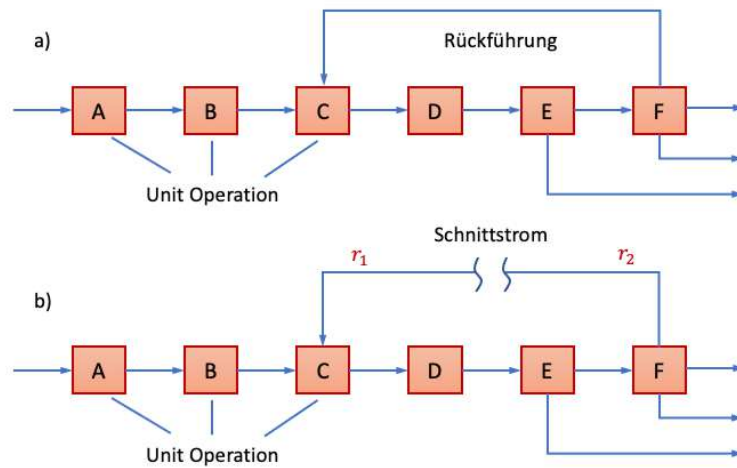 a)
Rückführung
A B C D E F
Unit Operation
Schnittstrom
r₁ r₂
b)
A B C D E F
Unit Operation